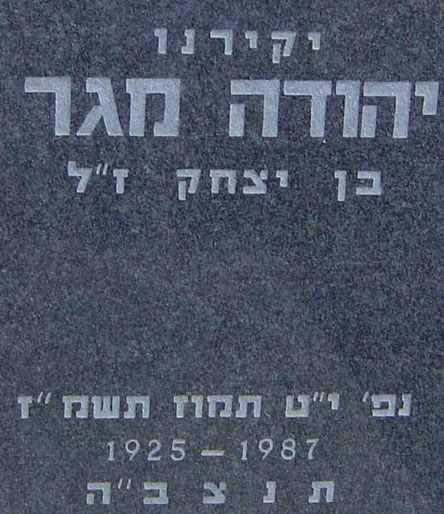 יקירנו
יהודה מגר
בן יצחק ז"ל
נפ' י"ט תמוז תשמ"ז
1925 – 1987
ת נ צ ב"ה